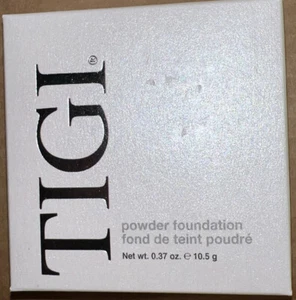 TIGI®
powder foundation
fond de teint poudré
Net wt. 0.37 oz. ℮ 10.5 g